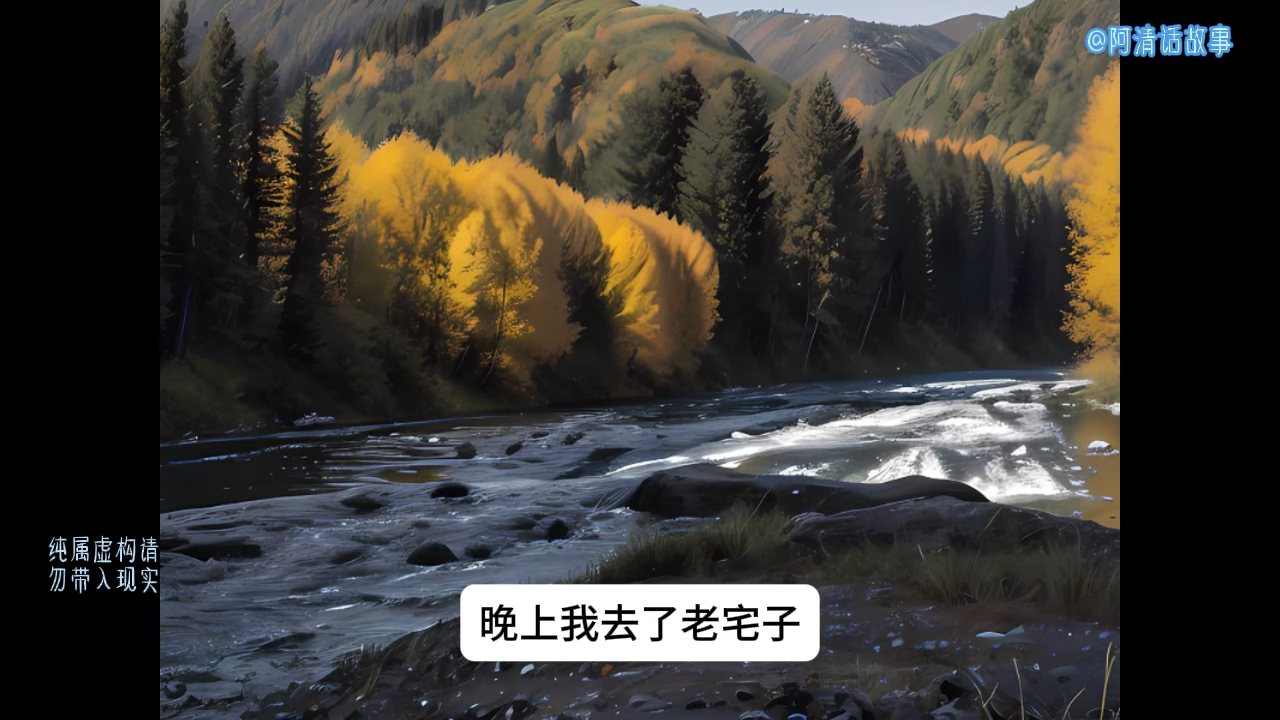 @阿清话故事
纯属虚构请
勿带入现实
晚上我去了老宅子